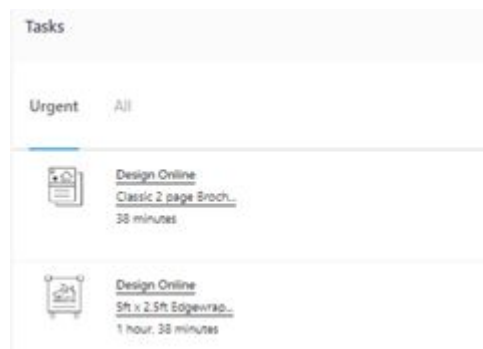 Tasks
Urgent All
Design Online
Classic 2 page Broch...
38 minutes
Design Online
5ft x 2.5ft Edgewrap...
1 hour, 38 minutes